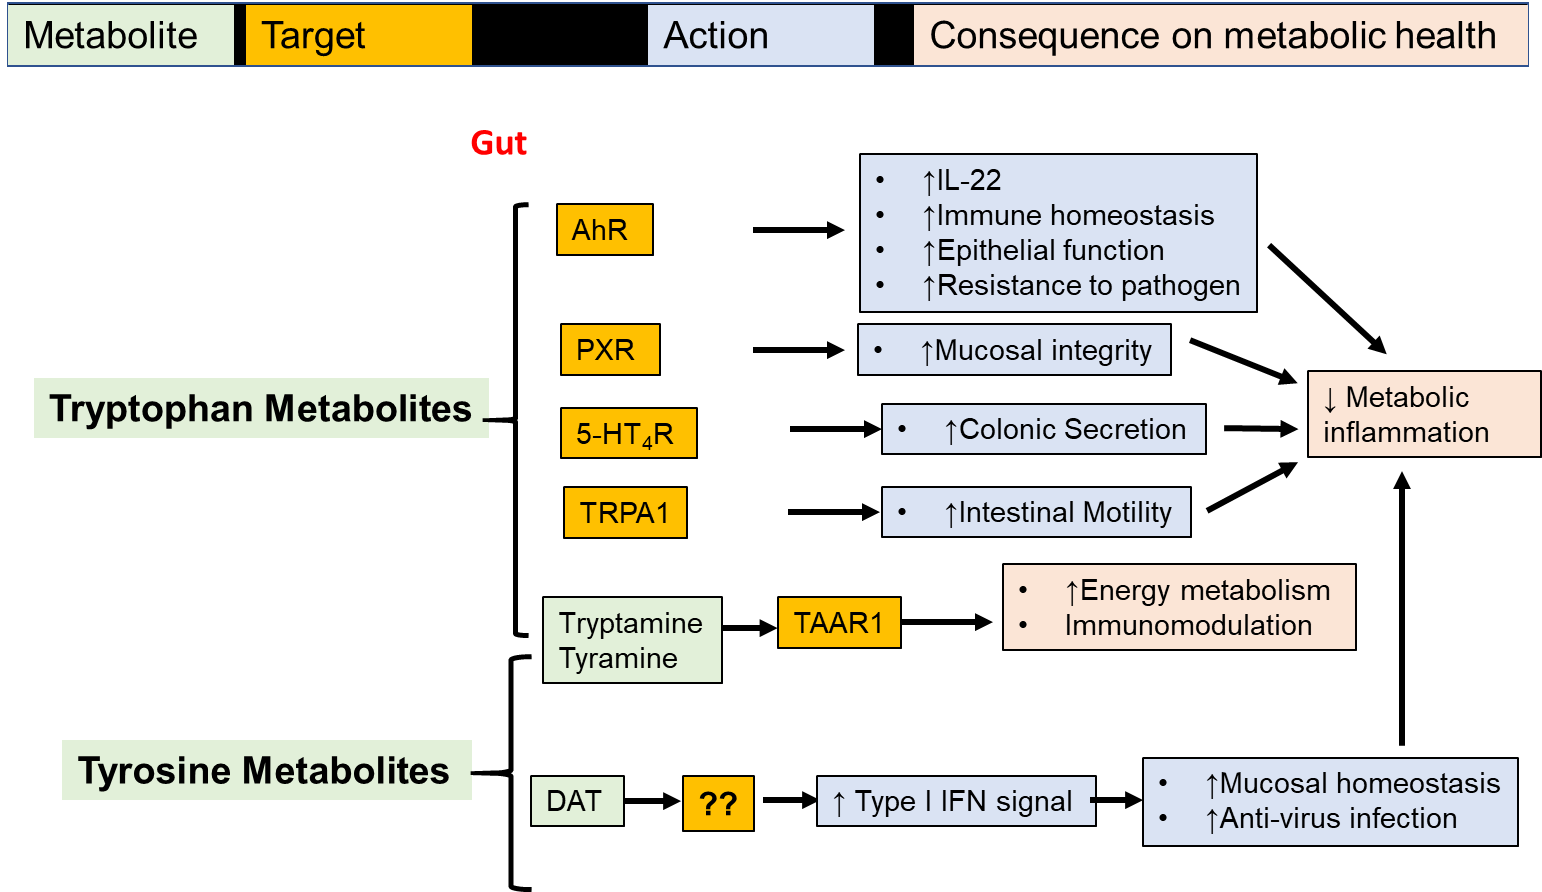 Metabolite Target Action Consequence on metabolic health
Gut
AhR
• ↑IL-22
• ↑Immune homeostasis
• ↑Epithelial function
• ↑Resistance to pathogen
PXR
• ↑Mucosal integrity
Tryptophan Metabolites
5-HT₄R
• ↑Colonic Secretion
↓ Metabolic
inflammation
TRPA1
• ↑Intestinal Motility
Tryptamine
Tyramine
TAAR1
• ↑Energy metabolism
• Immunomodulation
Tyrosine Metabolites
DAT
??
↑ Type I IFN signal
• ↑Mucosal homeostasis
• ↑Anti-virus infection